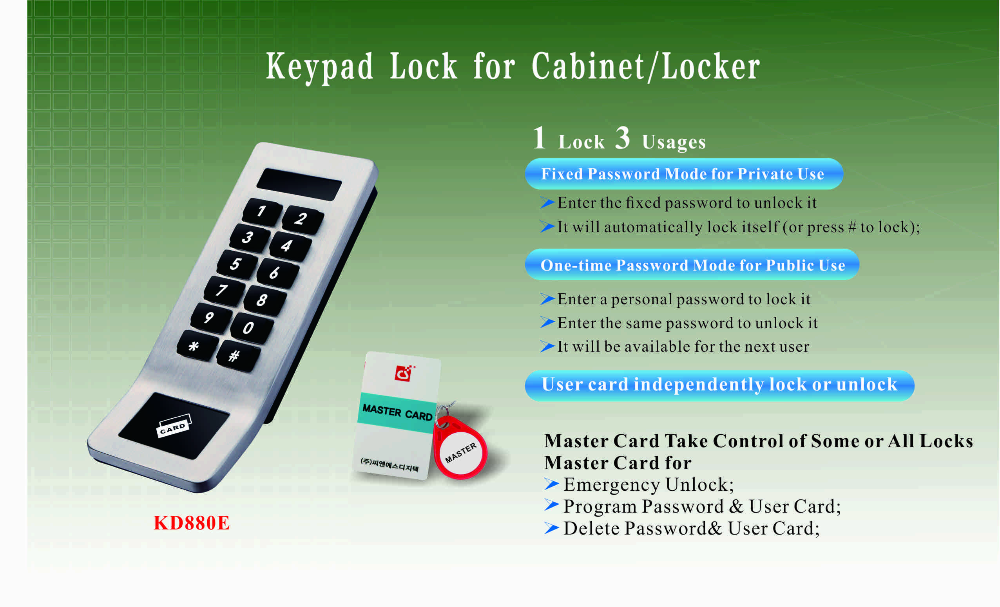 Keypad Lock for Cabinet/Locker
1 Lock 3 Usages
Fixed Password Mode for Private Use
Enter the fixed password to unlock it
It will automatically lock itself (or press # to lock);
One-time Password Mode for Public Use
Enter a personal password to lock it
Enter the same password to unlock it
It will be available for the next user
User card independently lock or unlock
Master Card Take Control of Some or All Locks
Master Card for
Emergency Unlock;
Program Password & User Card;
Delete Password& User Card;
1 2
3 4
5 6
7 8
9 0
* #
CARD
KD880E
MASTER CARD
(주)씨엔에스디지텍
MASTER